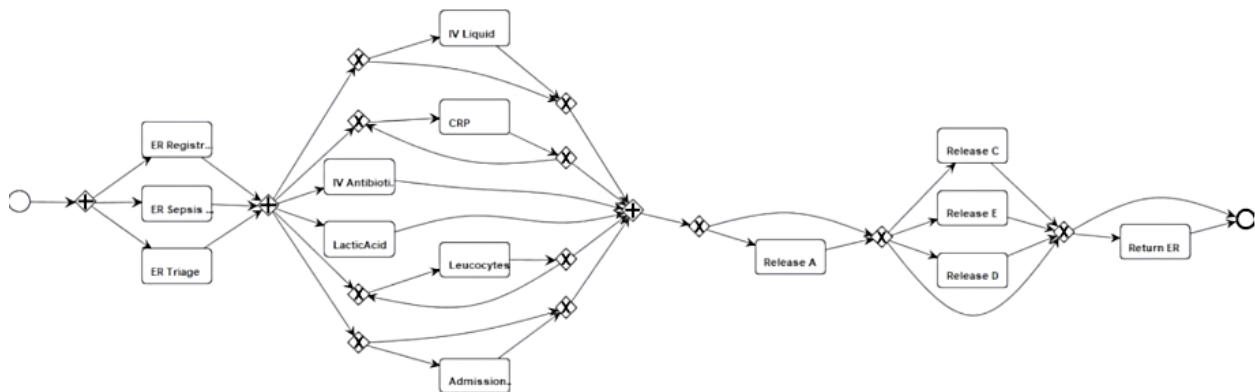 IV Liquid
CRP
ER Registr...
IV Antibioti..
ER Sepsis ...
LacticAcid
ER Triage
Leucocytes
Admission..
Release A
Release C
Release E
Release D
Return ER